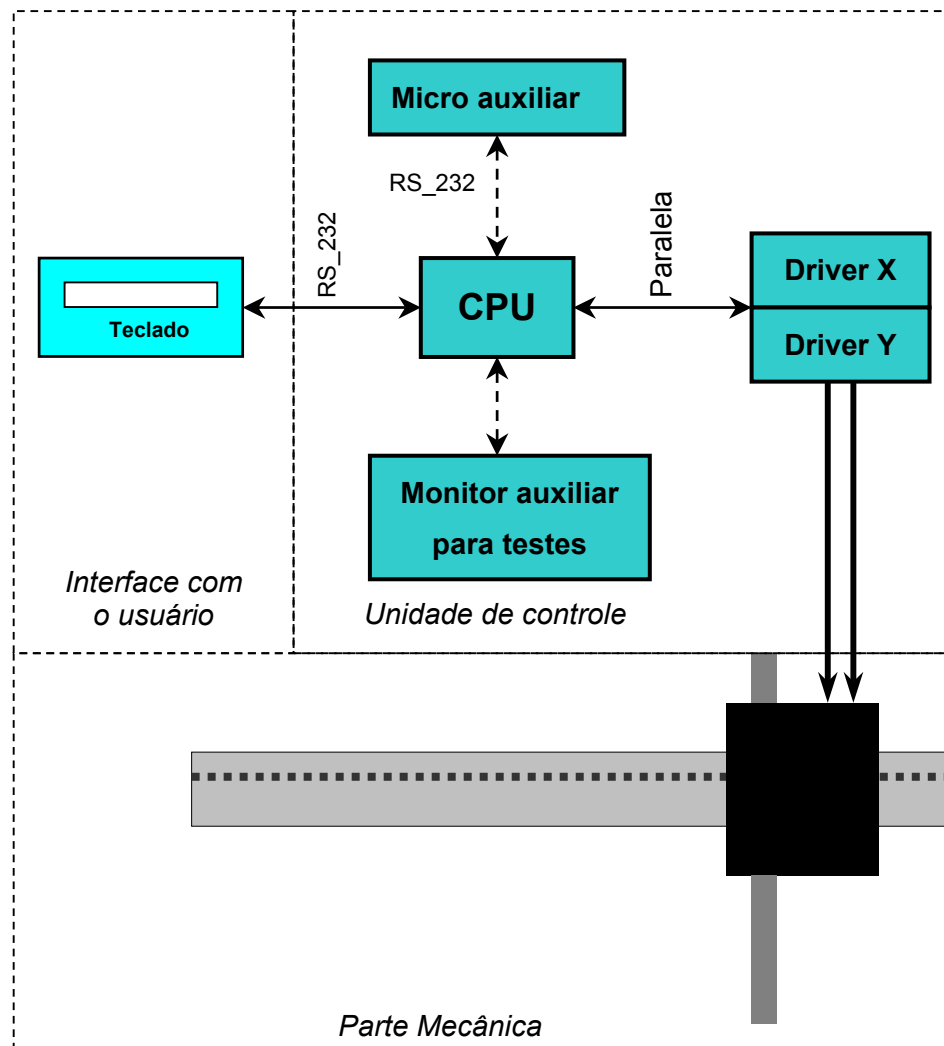 Micro auxiliar
RS_232
RS_232
Paralela
Teclado
CPU
Driver X
Driver Y
Monitor auxiliar
para testes
Interface com
o usuário
Unidade de controle
Parte Mecânica